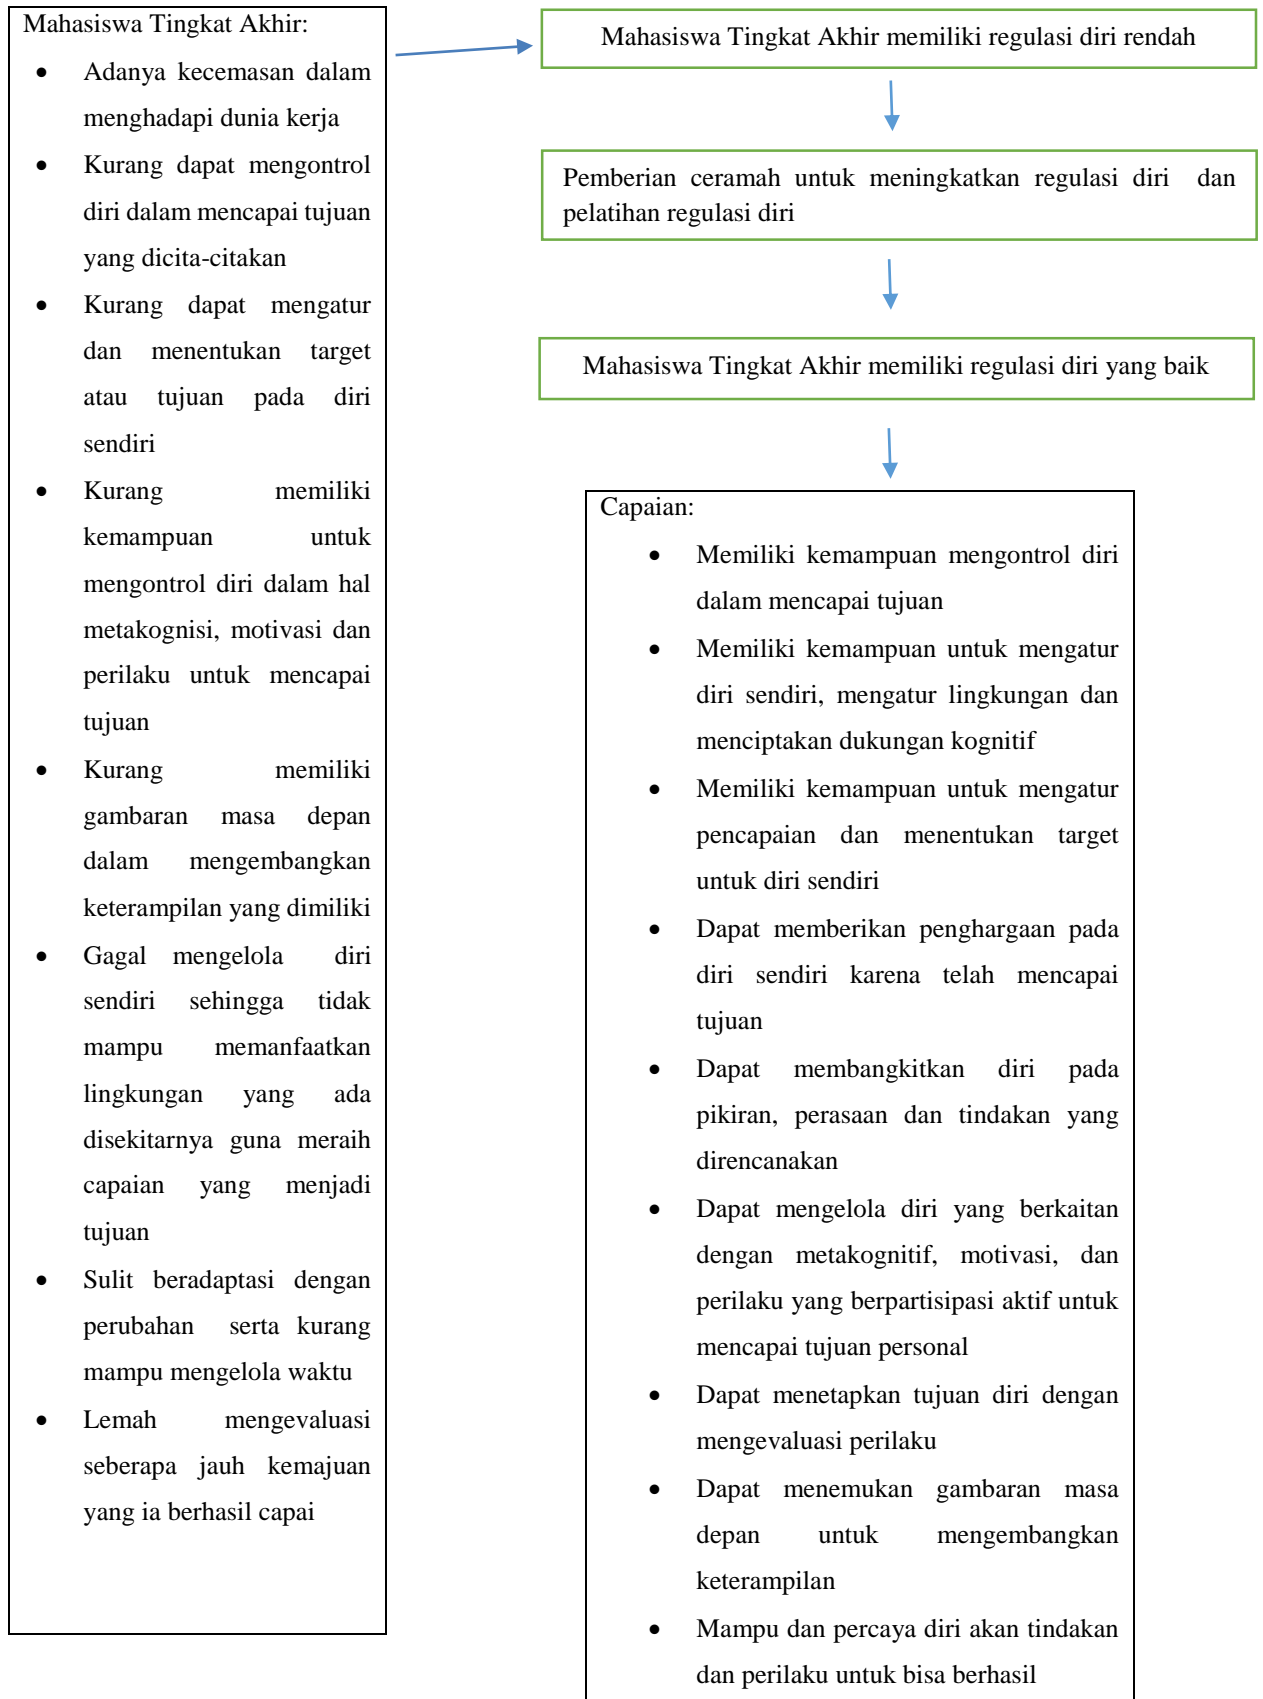 Mahasiswa Tingkat Akhir:
• Adanya kecemasan dalam
menghadapi dunia kerja
• Kurang dapat mengontrol
diri dalam mencapai tujuan
yang dicita-citakan
• Kurang dapat mengatur
dan menentukan target
atau tujuan pada diri
sendiri
• Kurang memiliki
kemampuan untuk
mengontrol diri dalam hal
metakognisi, motivasi dan
perilaku untuk mencapai
tujuan
• Kurang memiliki
gambaran masa depan
dalam mengembangkan
keterampilan yang dimiliki
• Gagal mengelola diri
sendiri sehingga tidak
mampu memanfaatkan
lingkungan yang ada
disekitarnya guna meraih
capaian yang menjadi
tujuan
• Sulit beradaptasi dengan
perubahan serta kurang
mampu mengelola waktu
• Lemah mengevaluasi
seberapa jauh kemajuan
yang ia berhasil capai
Mahasiswa Tingkat Akhir memiliki regulasi diri rendah
Pemberian ceramah untuk meningkatkan regulasi diri dan
pelatihan regulasi diri
Mahasiswa Tingkat Akhir memiliki regulasi diri yang baik
Capaian:
• Memiliki kemampuan mengontrol diri
dalam mencapai tujuan
• Memiliki kemampuan untuk mengatur
diri sendiri, mengatur lingkungan dan
menciptakan dukungan kognitif
• Memiliki kemampuan untuk mengatur
pencapaian dan menentukan target
untuk diri sendiri
• Dapat memberikan penghargaan pada
diri sendiri karena telah mencapai
tujuan
• Dapat membangkitkan diri pada
pikiran, perasaan dan tindakan yang
direncanakan
• Dapat mengelola diri yang berkaitan
dengan metakognitif, motivasi, dan
perilaku yang berpartisipasi aktif untuk
mencapai tujuan personal
• Dapat menetapkan tujuan diri dengan
mengevaluasi perilaku
• Dapat menemukan gambaran masa
depan untuk mengembangkan
keterampilan
• Mampu dan percaya diri akan tindakan
dan perilaku untuk bisa berhasil